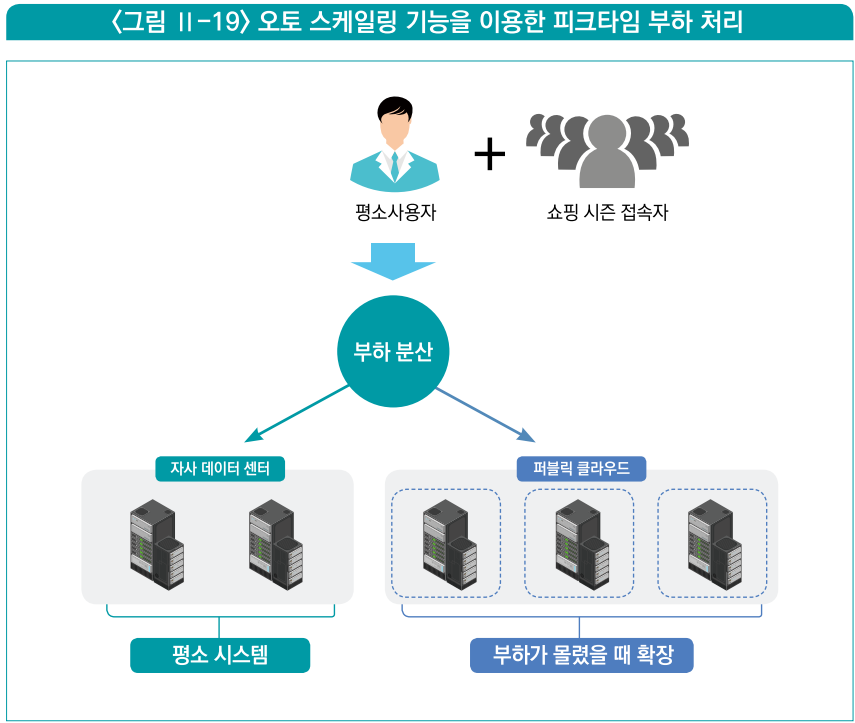 〈그림 Ⅱ-19〉 오토 스케일링 기능을 이용한 피크타임 부하 처리
+
평소사용자
쇼핑 시즌 접속자
부하 분산
자사 데이터 센터
퍼블릭 클라우드
평소 시스템
부하가 몰렸을 때 확장